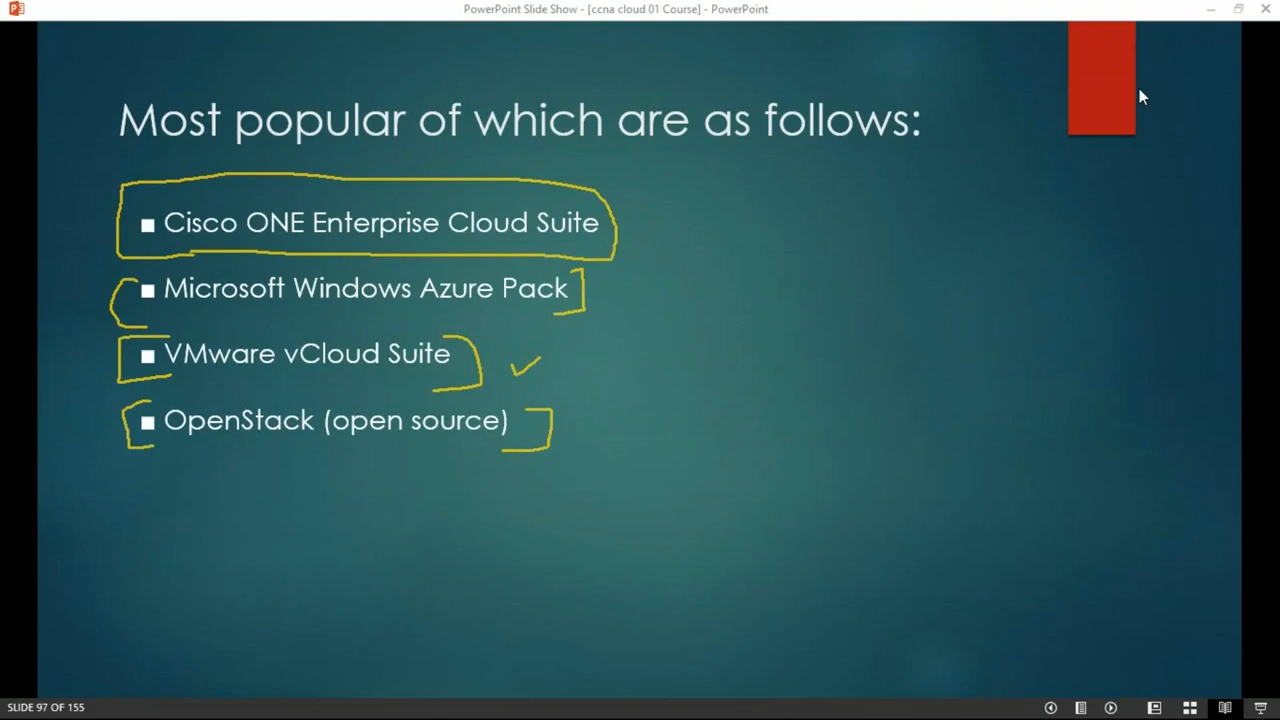 PowerPoint Slide Show - [ccna cloud 01 Course] - PowerPoint
Most popular of which are as follows:
■ Cisco ONE Enterprise Cloud Suite
■ Microsoft Windows Azure Pack
■ VMware vCloud Suite
■ OpenStack (open source)
SLIDE 97 OF 155